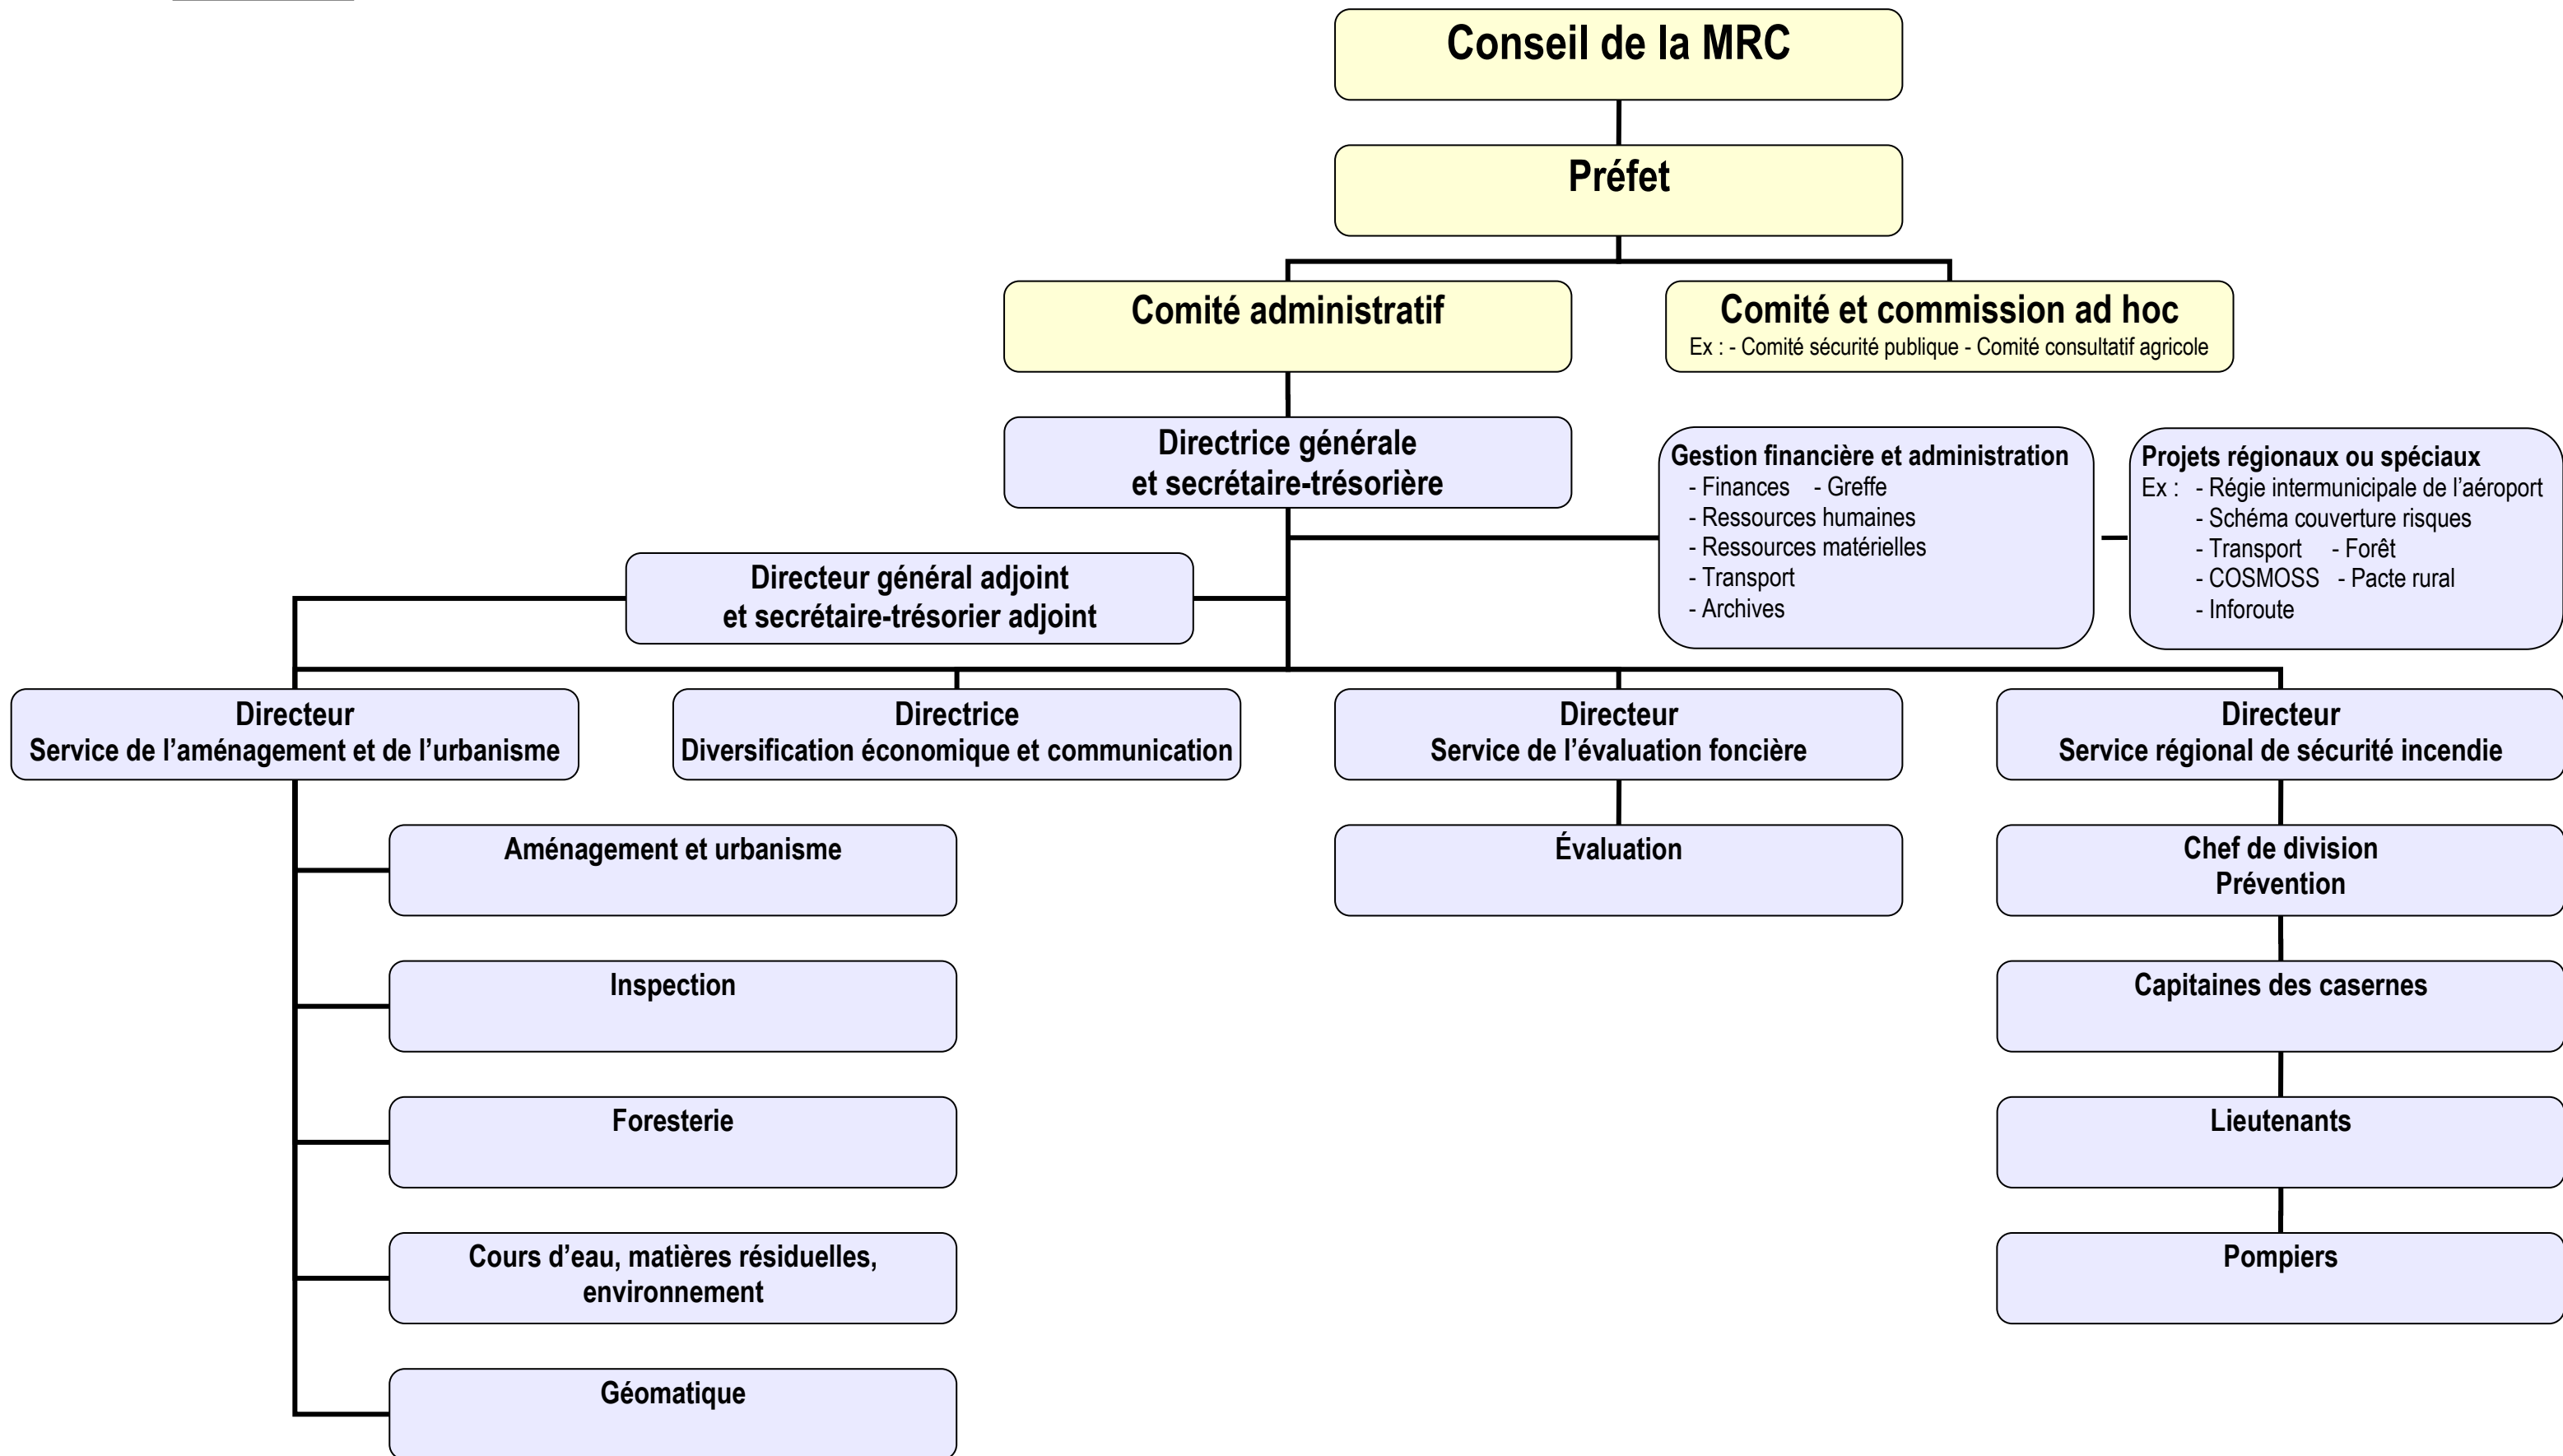 Conseil de la MRC
Préfet
Comité administratif
Comité et commission ad hoc
Ex : - Comité sécurité publique - Comité consultatif agricole
Directrice générale
et secrétaire-trésorière
Gestion financière et administration
- Finances - Greffe
- Ressources humaines
- Ressources matérielles
- Transport
- Archives
Projets régionaux ou spéciaux
Ex : - Régie intermunicipale de l’aéroport
- Schéma couverture risques
- Transport - Forêt
- COSMOSS - Pacte rural
- Inforoute
Directeur général adjoint
et secrétaire-trésorier adjoint
Directeur
Service de l’aménagement et de l’urbanisme
Directrice
Diversification économique et communication
Directeur
Service de l’évaluation foncière
Directeur
Service régional de sécurité incendie
Aménagement et urbanisme
Inspection
Foresterie
Cours d’eau, matières résiduelles,
environnement
Géomatique
Évaluation
Chef de division
Prévention
Capitaines des casernes
Lieutenants
Pompiers